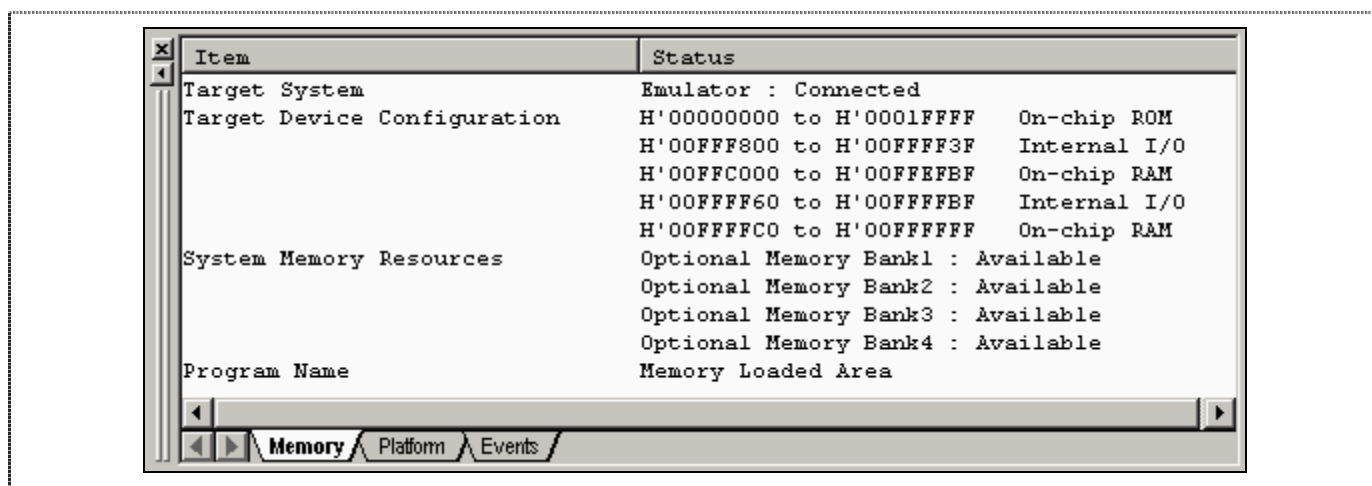 Item Status
Target System Emulator : Connected
Target Device Configuration H'00000000 to H'0001FFFF On-chip ROM
H'00FFF800 to H'00FFFF3F Internal I/O
H'00FFC000 to H'00FFEFBF On-chip RAM
H'00FFFF60 to H'00FFFFBF Internal I/O
H'00FFFFC0 to H'00FFFFFF On-chip RAM
System Memory Resources Optional Memory Bank1 : Available
Optional Memory Bank2 : Available
Optional Memory Bank3 : Available
Optional Memory Bank4 : Available
Program Name Memory Loaded Area
Memory Platform Events